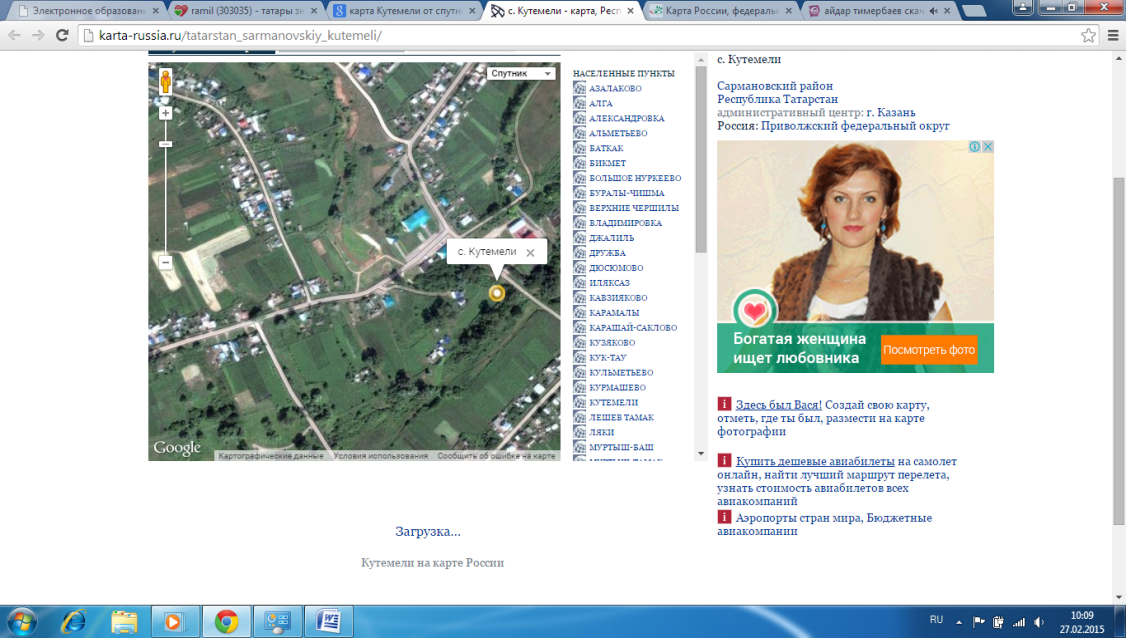 Электронное образован
ramil (303035) - татары зн
карта Кутемели от спутн
с. Кутемели - карта, Респ
Карта России, федеральн
айдар тимербаев скач
karta-russia.ru/tatarstan_sarmanovskiy_kutemeli/
Спутник
с. Кутемели
Google
Картографические данные Условия использования Сообщить об ошибке на карте
НАСЕЛЕННЫЕ ПУНКТЫ
АЗАЛАКОВО
АЛГА
АЛЕКСАНДРОВКА
АЛЬМЕТЬЕВО
БАТКАК
БИКМЕТ
БОЛЬШОЕ НУРКЕЕВО
БУРАЛЫ-ЧИШМА
ВЕРХНИЕ ЧЕРШИЛЫ
ВЛАДИМИРОВКА
ДЖАЛИЛЬ
ДРУЖБА
ДЮСЮМОВО
ИЛЯКСАЗ
КАВЗИЯКОВО
КАРАМАЛЫ
КАРАШАЙ-САКЛОВО
КУЗЯКОВО
КУК-ТАУ
КУЛЬМЕТЬЕВО
КУРМАШЕВО
КУТЕМЕЛИ
ЛЕШЕВ ТАМАК
ЛЯКИ
МУРТЫШ-БАШ
с. Кутемели
Сармановский район
Республика Татарстан
административный центр: г. Казань
Россия: Приволжский федеральный округ
Богатая женщина
ищет любовника
Посмотреть фото
Здесь был Вася! Создай свою карту,
отметь, где ты был, размести на карте
фотографии
Купить дешевые авиабилеты на самолет
онлайн, найти лучший маршрут перелета,
узнать стоимость авиабилетов всех
авиакомпаний
Аэропорты стран мира, Бюджетные
авиакомпании
Загрузка...
Кутемели на карте России
RU
10:09
27.02.2015